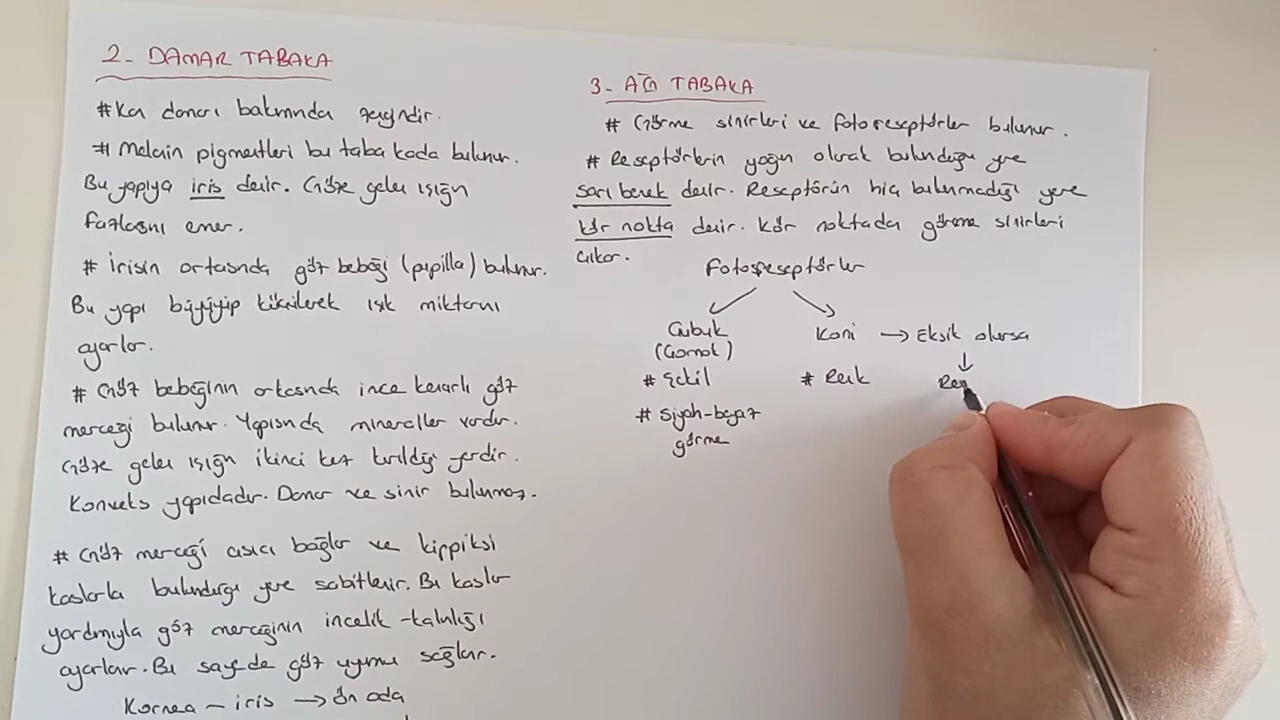 2- DAMAR TABAKA
#Kan damarı bakımında zengindir.
# Melanin pigmentleri bu tabakada bulunur.
Bu yapıya iris denir. Göze gelen ışığın
fazlasını emer.
# İrisin ortasında göz bebeği (pupilla) bulunur.
Bu yapı büyüyüp küçülerek ışık miktarını
ayarlar.
# Göz bebeğinin ortasında ince kenarlı göz
merceği bulunur. Yapısında mineraller vardır.
Göze gelen ışığın ikinci kez kırıldığı yerdir.
Konveks yapıdadır. Damar ve sinir bulunmaz.
# Göz merceği asıcı bağlar ve kirpiksi
kaslarla bulunduğu yere sabitlenir. Bu kaslar
yardımıyla göz merceğinin incelik-kalınlığı
ayarlanır. Bu sayede göz uyumu sağlar.
Kornea - iris → ön oda
3- AĞ TABAKA
# Görme sinirleri ve fotoreseptörler bulunur.
# Reseptörlerin yoğun olarak bulunduğu yere
sarı benek denir. Reseptörün hiç bulunmadığı yere
kör nokta denir. Kör noktada görme sinirleri
çıkar.
Fotoreseptörler
Çubuk
(Çomak)
# Şekil
# Siyah-beyaz
görme
Koni → Eksik olursa
↓
# Renk
Ren